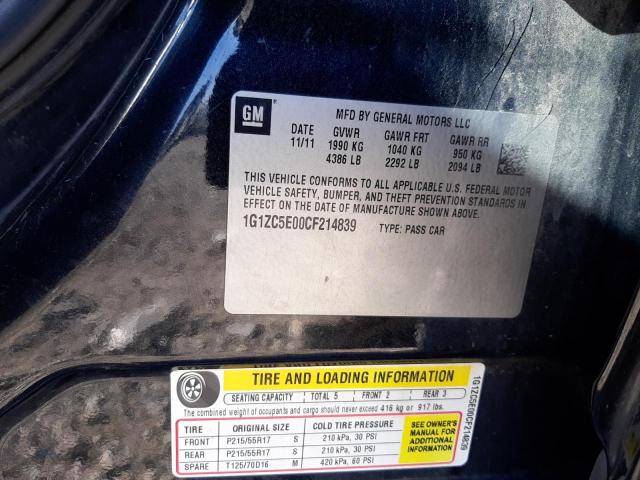 GM ®
MFD BY GENERAL MOTORS LLC
DATE GVWR GAWR FRT GAWR RR
11/11 1990 KG 1040 KG 950 KG
4386 LB 2292 LB 2094 LB
THIS VEHICLE CONFORMS TO ALL APPLICABLE U.S. FEDERAL MOTOR
VEHICLE SAFETY, BUMPER, AND THEFT PREVENTION STANDARDS IN
EFFECT ON THE DATE OF MANUFACTURE SHOWN ABOVE.
1G1ZC5E00CF214839 TYPE: PASS CAR
TIRE AND LOADING INFORMATION
SEATING CAPACITY TOTAL 5 FRONT 2 REAR 3
The combined weight of occupants and cargo should never exceed 416 kg or 917 lbs.
TIRE ORIGINAL SIZE COLD TIRE PRESSURE
FRONT P215/55R17 S 210 kPa, 30 PSI
REAR P215/55R17 S 210 kPa, 30 PSI
SPARE T125/70D16 M 420 kPa, 60 PSI
SEE OWNER'S
MANUAL FOR
ADDITIONAL
INFORMATION
1G1ZC5E00CF214839